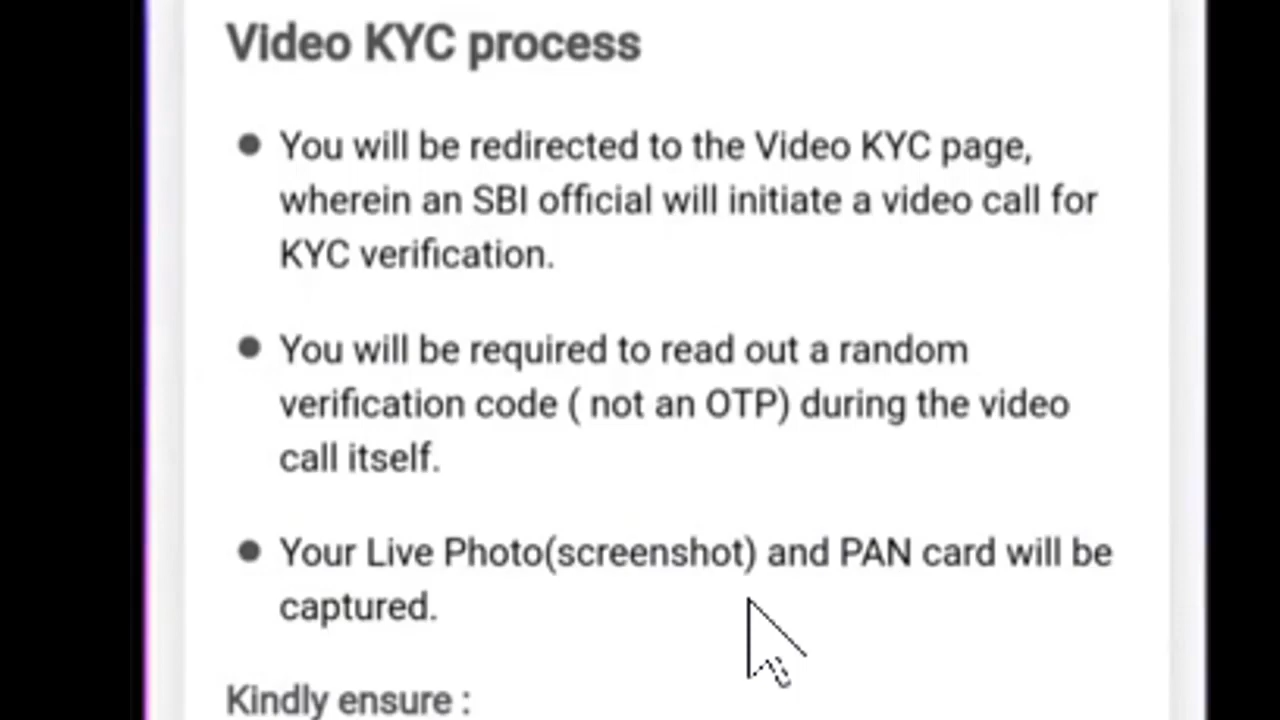 Video KYC process
● You will be redirected to the Video KYC page,
wherein an SBI official will initiate a video call for
KYC verification.
● You will be required to read out a random
verification code ( not an OTP) during the video
call itself.
● Your Live Photo(screenshot) and PAN card will be
captured.
Kindly ensure :